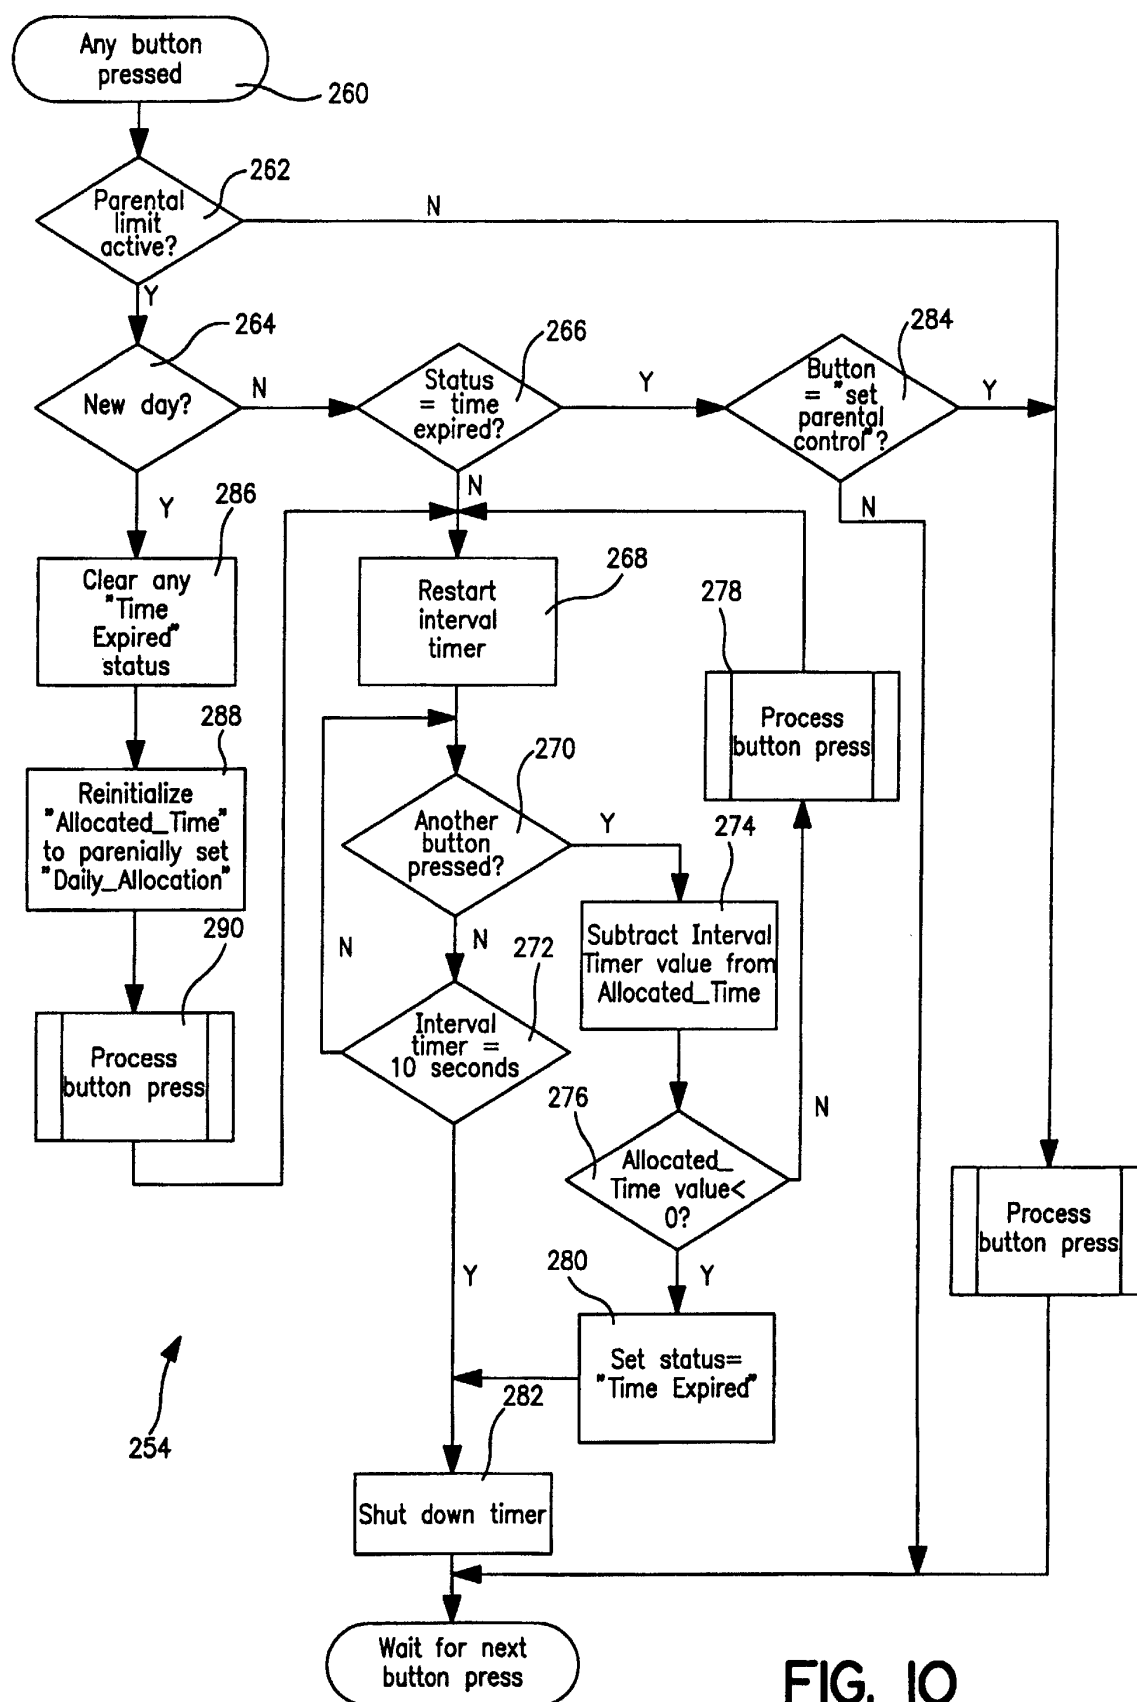 Any button
pressed
260
262
Parental
limit
active?
N
Y
264
New day?
N
266
Status
= time
expired?
Y
284
Button
= "set
parental
control"?
Y
Y
N
N
286
Clear any
"Time
Expired"
status
268
Restart
interval
timer
278
Process
button press
288
Reinitialize
"Allocated_Time"
to parenially set
"Daily_Allocation"
270
Another
button
pressed?
Y
274
Subtract Interval
Timer value from
Allocated_Time
290
Process
button press
N
N
272
Interval
timer =
10 seconds
276
Allocated_
Time value<
0?
N
Process
button press
Y
280
Y
Set status=
"Time Expired"
254
282
Shut down timer
Wait for next
button press
FIG. 10